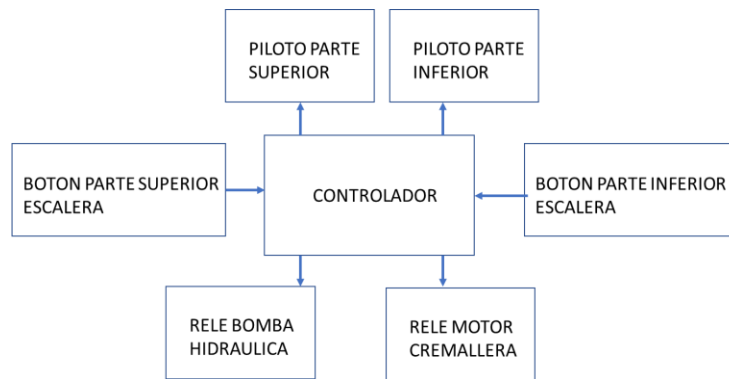 PILOTO PARTE
SUPERIOR
PILOTO PARTE
INFERIOR
BOTON PARTE SUPERIOR
ESCALERA
CONTROLADOR
BOTON PARTE INFERIOR
ESCALERA
RELE BOMBA
HIDRAULICA
RELE MOTOR
CREMALLERA